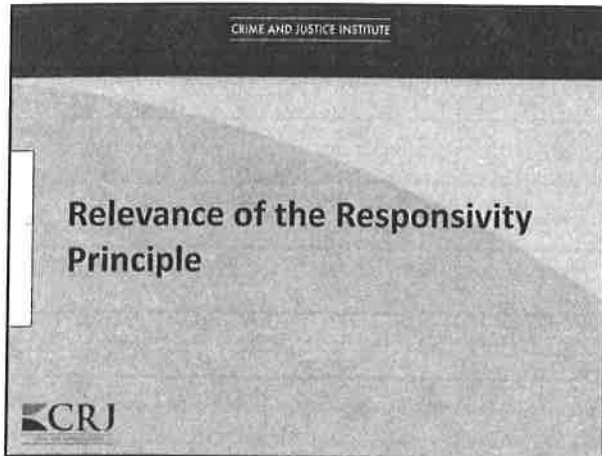 CRIME AND JUSTICE INSTITUTE
Relevance of the Responsivity
Principle
CRJ